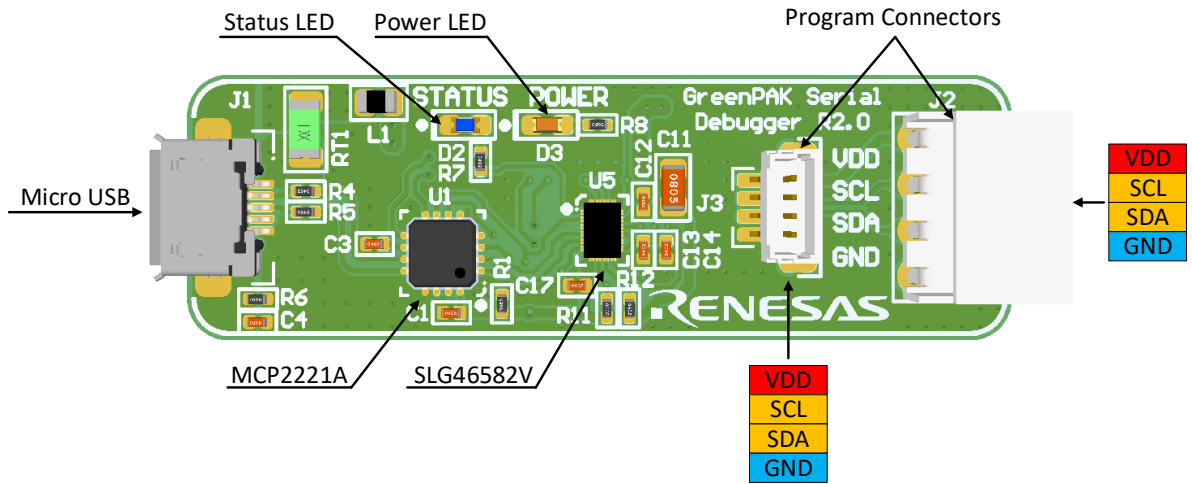 Status LED
Power LED
Program Connectors
J1
L1
STATUS
POWER
GreenPAK Serial
Debugger R2.0
J2
RT1
D2
D3
R8
R7
C12
C11
U1
U5
J3
VDD
SCL
SDA
GND
R4
R5
Micro USB
C3
R1
C17
R12
C13
C14
R6
C4
C1
R11
0805
RENESAS
MCP2221A
SLG46582V
VDD
SCL
SDA
GND
VDD
SCL
SDA
GND